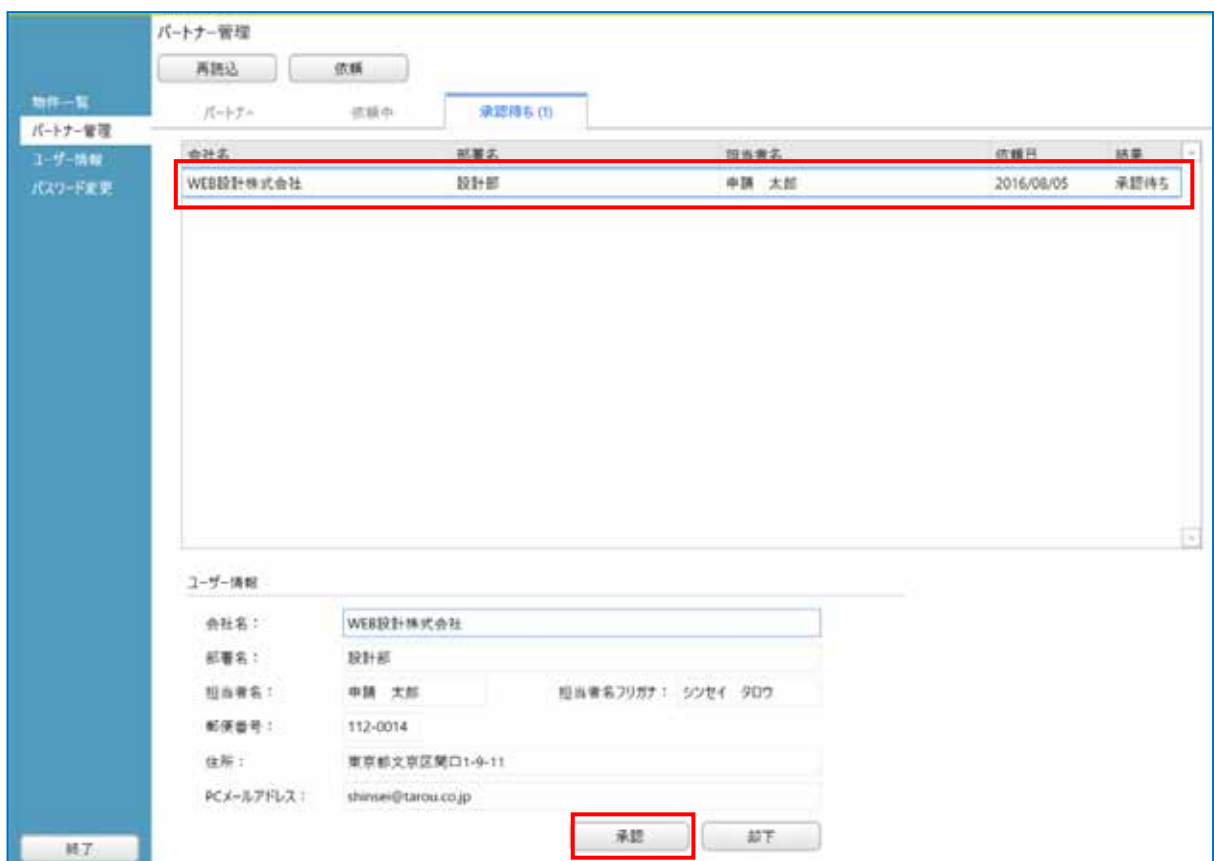 パートナー管理
再読込 依頼
物件一覧
パートナー管理
ユーザー情報
パスワード変更
パートナー 依頼中 承認待ち (1)
会社名 部署名 担当者名 依頼日 結果
WEB設計株式会社 設計部 申請 太郎 2016/08/05 承認待ち
ユーザー情報
会社名： WEB設計株式会社
部署名： 設計部
担当者名： 申請 太郎 担当者名フリガナ： シンセイ タロウ
郵便番号： 112-0014
住所： 東京都文京区関口1-9-11
PCメールアドレス： shinsei@tarou.co.jp
承認 却下
終了